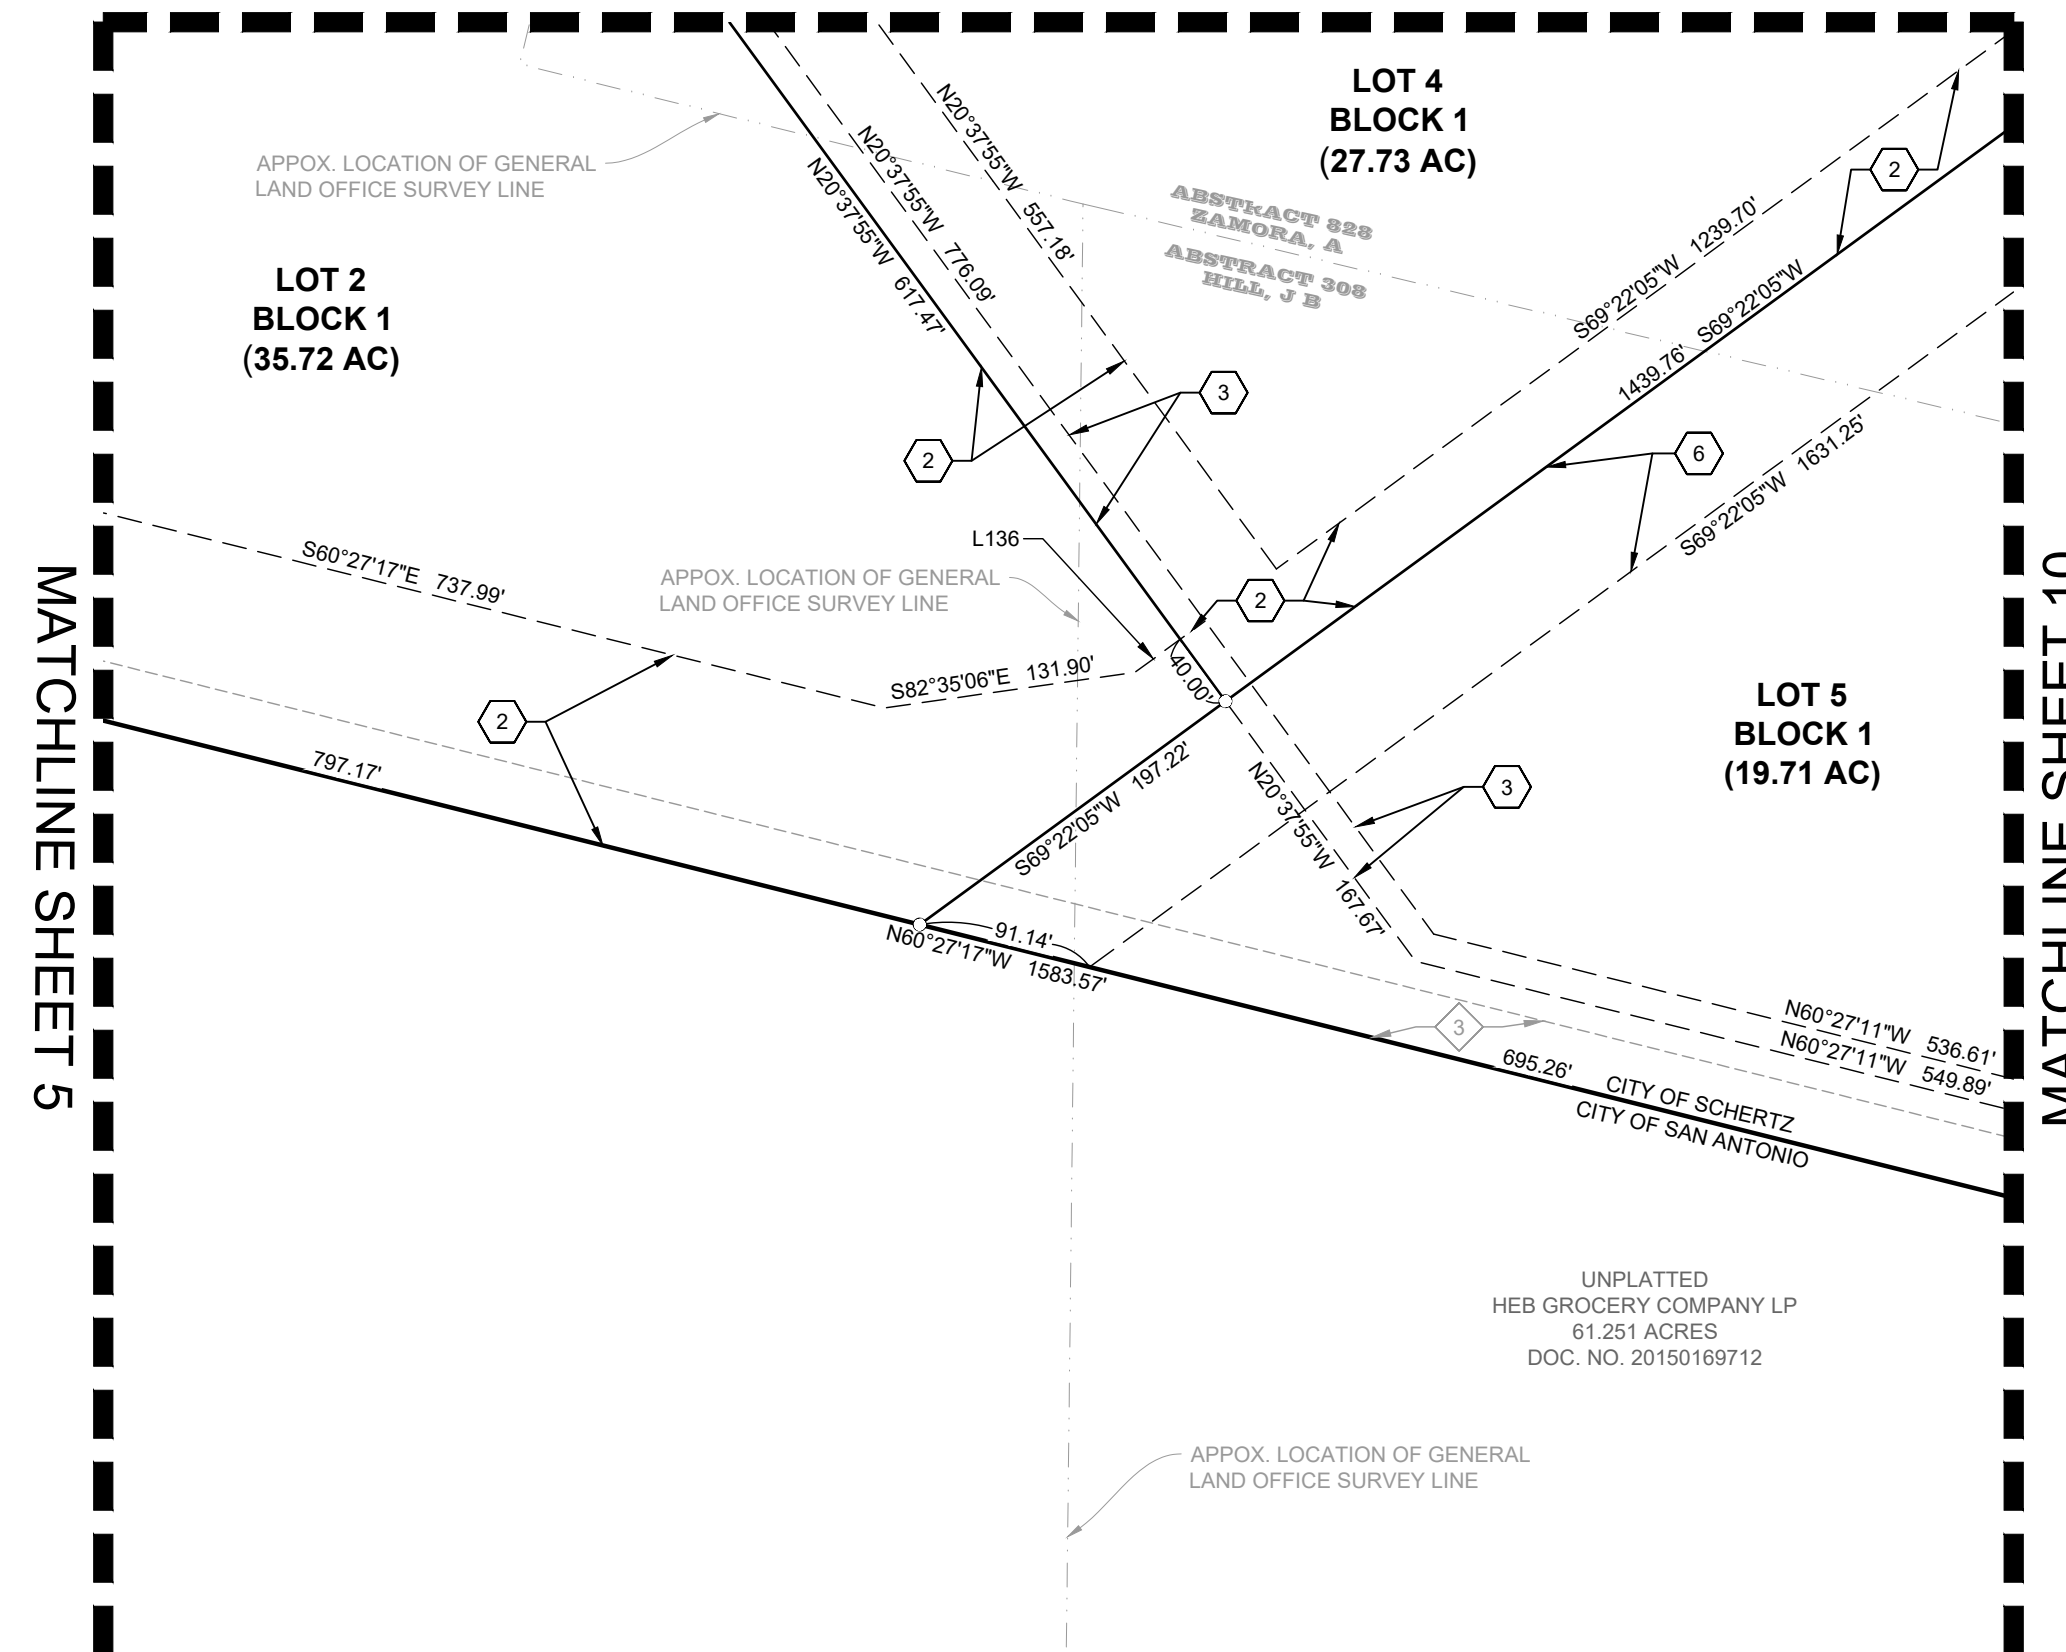 LOT 4
BLOCK 1
(27.73 AC)
N20°37'55"W 557.18'
N20°37'55"W 776.09'
N20°37'55"W 617.47'
APPOX. LOCATION OF GENERAL
LAND OFFICE SURVEY LINE
2
ABSTRACT 828
ZAMORA, A
ABSTRACT 308
HILL, J B
S69°22'05"W 1239.70'
1439.76' S69°22'05"W
LOT 2
BLOCK 1
(35.72 AC)
3
2
6
S69°22'05"W 1631.25'
L136
S60°27'17"E 737.99'
APPOX. LOCATION OF GENERAL
LAND OFFICE SURVEY LINE
2
S82°35'06"E 131.90'
40.00'
2
LOT 5
BLOCK 1
(19.71 AC)
797.17'
S69°22'05"W 197.22'
N20°37'55"W 167.67'
3
91.14'
N60°27'17"W 1583.57'
3
N60°27'11"W 536.61'
N60°27'11"W 549.89'
695.26'
CITY OF SCHERTZ
CITY OF SAN ANTONIO
MATCHLINE SHEET 5
MATCHLINE SHEET 10
UNPLATTED
HEB GROCERY COMPANY LP
61.251 ACRES
DOC. NO. 20150169712
APPOX. LOCATION OF GENERAL
LAND OFFICE SURVEY LINE